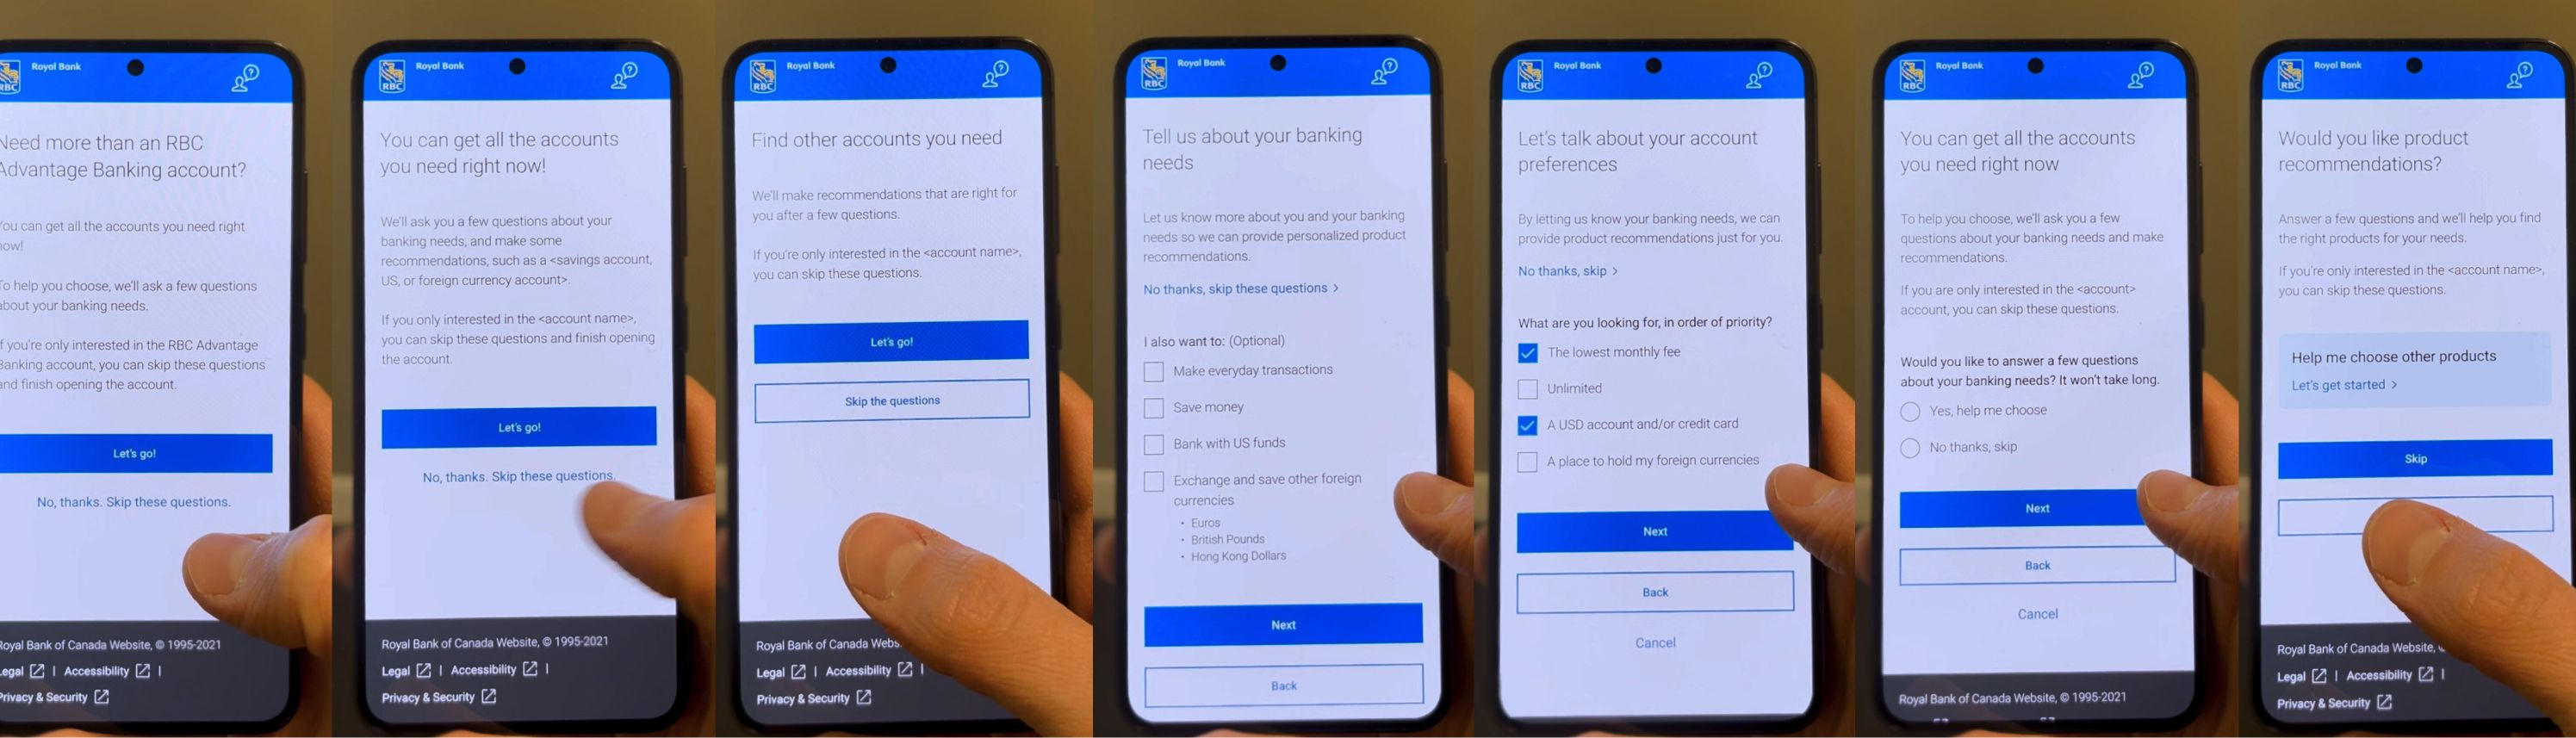 RBC
Royal Bank
Need more than an RBC
Advantage Banking account?
You can get all the accounts you need right
now!
To help you choose, we'll ask a few questions
about your banking needs.
If you're only interested in the RBC Advantage
Banking account, you can skip these questions
and finish opening the account.
Let's go!
No, thanks. Skip these questions.
Royal Bank of Canada Website, © 1995-2021
Legal | Accessibility |
Privacy & Security
RBC
Royal Bank
You can get all the accounts
you need right now!
We'll ask you a few questions about your
banking needs, and make some
recommendations, such as a <savings account,
US, or foreign currency account>.
If you only interested in the <account name>,
you can skip these questions and finish opening
the account.
Let's go!
No, thanks. Skip these questions.
Royal Bank of Canada Website, © 1995-2021
Legal | Accessibility |
Privacy & Security
RBC
Royal Bank
Find other accounts you need
We'll make recommendations that are right for
you after a few questions.
If you're only interested in the <account name>,
you can skip these questions.
Let's go!
Skip the questions
Royal Bank of Canada Webs
Legal | Accessibility |
Privacy & Security
RBC
Royal Bank
Tell us about your banking
needs
Let us know more about you and your banking
needs so we can provide personalized product
recommendations.
No thanks, skip these questions >
I also want to: (Optional)
Make everyday transactions
Save money
Bank with US funds
Exchange and save other foreign
currencies
• Euros
• British Pounds
• Hong Kong Dollars
Next
Back
RBC
Royal Bank
Let's talk about your account
preferences
By letting us know your banking needs, we can
provide product recommendations just for you.
No thanks, skip >
What are you looking for, in order of priority?
The lowest monthly fee
Unlimited
A USD account and/or credit card
A place to hold my foreign currencies
Next
Back
Cancel
RBC
Royal Bank
You can get all the accounts
you need right now
To help you choose, we'll ask you a few
questions about your banking needs and make
recommendations.
If you are only interested in the <account>
account, you can skip these questions.
Would you like to answer a few questions
about your banking needs? It won't take long.
Yes, help me choose
No thanks, skip
Next
Back
Cancel
Royal Bank of Canada Website, © 1995-2021
RBC
Royal Bank
Would you like product
recommendations?
Answer a few questions and we'll help you find
the right products for your needs.
If you're only interested in the <account name>,
you can skip these questions.
Help me choose other products
Let's get started >
Skip
Royal Bank of Canada Website,
Legal | Accessibility |
Privacy & Security